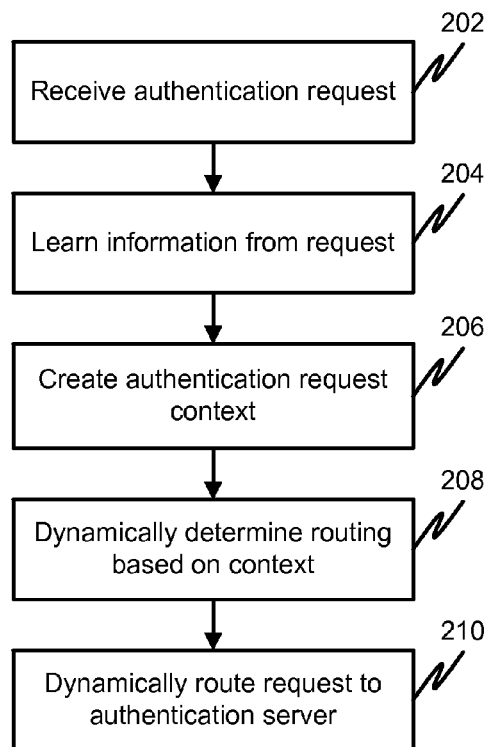 202
Receive authentication request
204
Learn information from request
206
Create authentication request
context
208
Dynamically determine routing
based on context
210
Dynamically route request to
authentication server